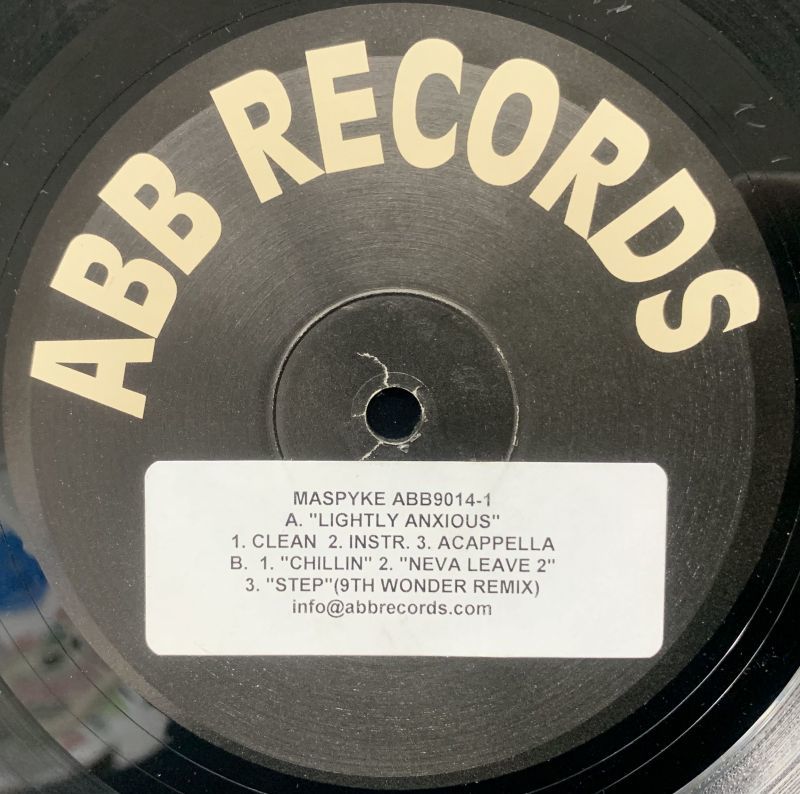 ABB RECORDS
MASPYKE ABB9014-1
A. "LIGHTLY ANXIOUS"
1. CLEAN 2. INSTR. 3. ACAPPELLA
B. 1. "CHILLIN" 2. "NEVA LEAVE 2"
3. "STEP"(9TH WONDER REMIX)
info@abbrecords.com